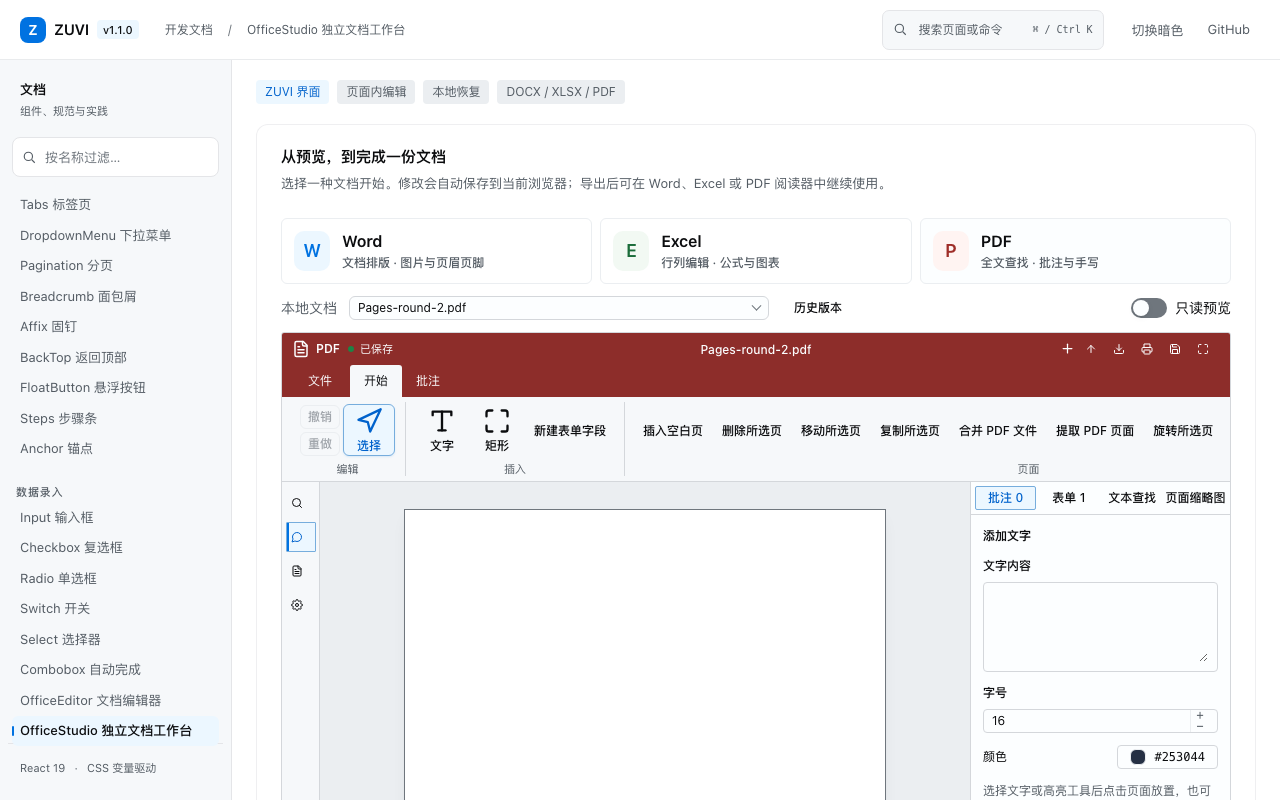 Z ZUVI v1.1.0 开发文档 / OfficeStudio 独立文档工作台 搜索页面或命令 ⌘ / Ctrl K 切换暗色 GitHub
文档
组件、规范与实践
按名称过滤...
Tabs 标签页
DropdownMenu 下拉菜单
Pagination 分页
Breadcrumb 面包屑
Affix 固钉
BackTop 返回顶部
FloatButton 悬浮按钮
Steps 步骤条
Anchor 锚点
数据录入
Input 输入框
Checkbox 复选框
Radio 单选框
Switch 开关
Select 选择器
Combobox 自动完成
OfficeEditor 文档编辑器
OfficeStudio 独立文档工作台
React 19 · CSS 变量驱动
ZUVI 界面 页面内编辑 本地恢复 DOCX / XLSX / PDF
从预览，到完成一份文档
选择一种文档开始。修改会自动保存到当前浏览器；导出后可在 Word、Excel 或 PDF 阅读器中继续使用。
W Word
文档排版 · 图片与页眉页脚
E Excel
行列编辑 · 公式与图表
P PDF
全文查找 · 批注与手写
本地文档 Pages-round-2.pdf 历史版本 只读预览
PDF 已保存 Pages-round-2.pdf
文件 开始 批注
撤销
重做
选择
编辑
文字 矩形 新建表单字段
插入
插入空白页 删除所选页 移动所选页 复制所选页 合并 PDF 文件 提取 PDF 页面 旋转所选页
页面
批注 0 表单 1 文本查找 页面缩略图
添加文字
文字内容
字号
16
颜色 #253044
选择文字或高亮工具后点击页面放置，也可